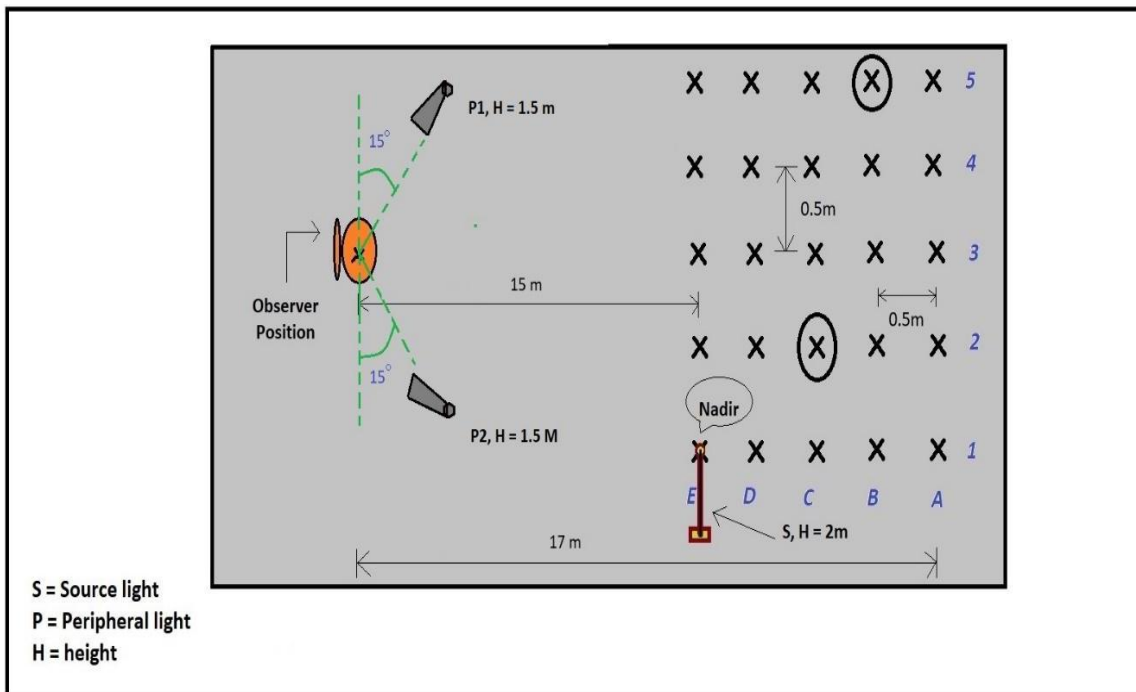 5
P1, H = 1.5 m
15°
4
0.5m
3
15 m
Observer
Position
0.5m
2
15°
Nadir
P2, H = 1.5 M
1
E D C B A
S, H = 2m
17 m
S = Source light
P = Peripheral light
H = height